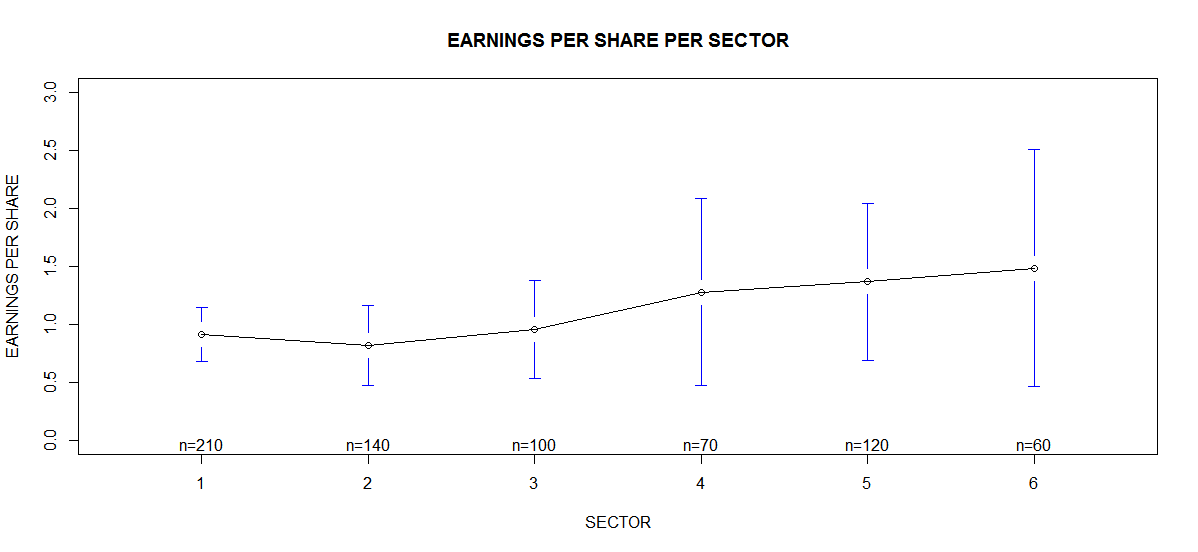 EARNINGS PER SHARE PER SECTOR
EARNINGS PER SHARE
3.0
2.5
2.0
1.5
1.0
0.5
0.0
n=210 n=140 n=100 n=70 n=120 n=60
1 2 3 4 5 6
SECTOR